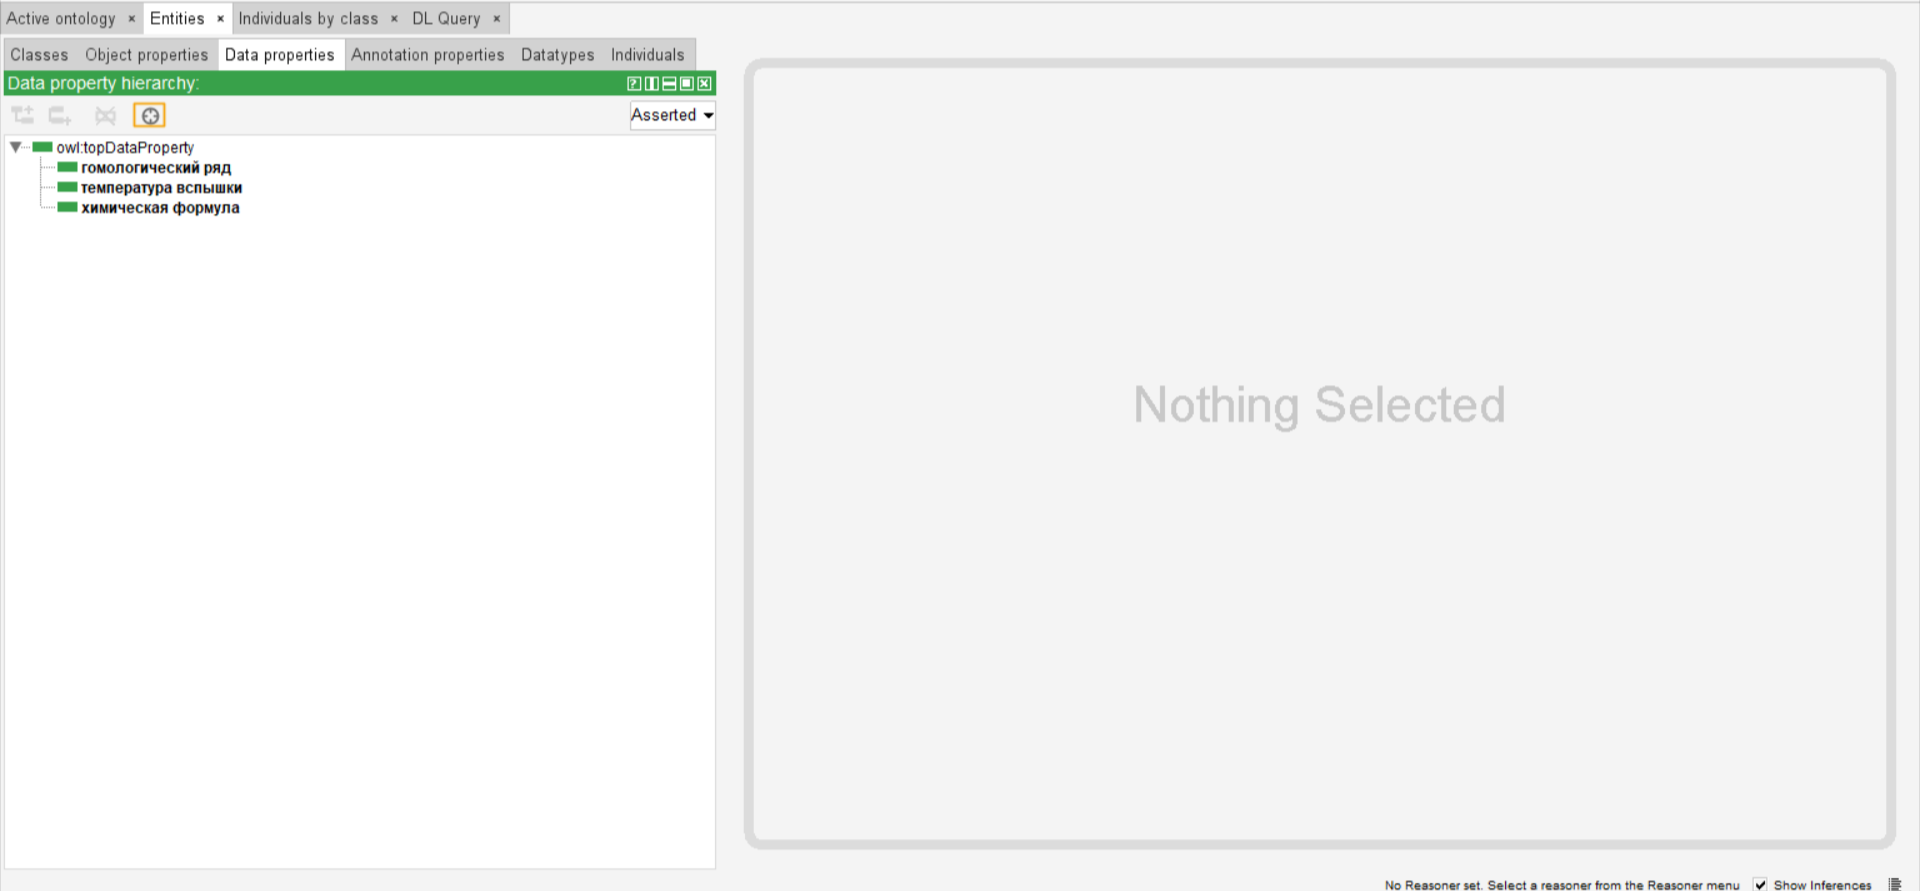 Active ontology × Entities × Individuals by class × DL Query ×
Classes Object properties Data properties Annotation properties Datatypes Individuals
Data property hierarchy:
Asserted
owl:topDataProperty
гомологический ряд
температура вспышки
химическая формула
Nothing Selected
No Reasoner set. Select a reasoner from the Reasoner menu Show Inferences